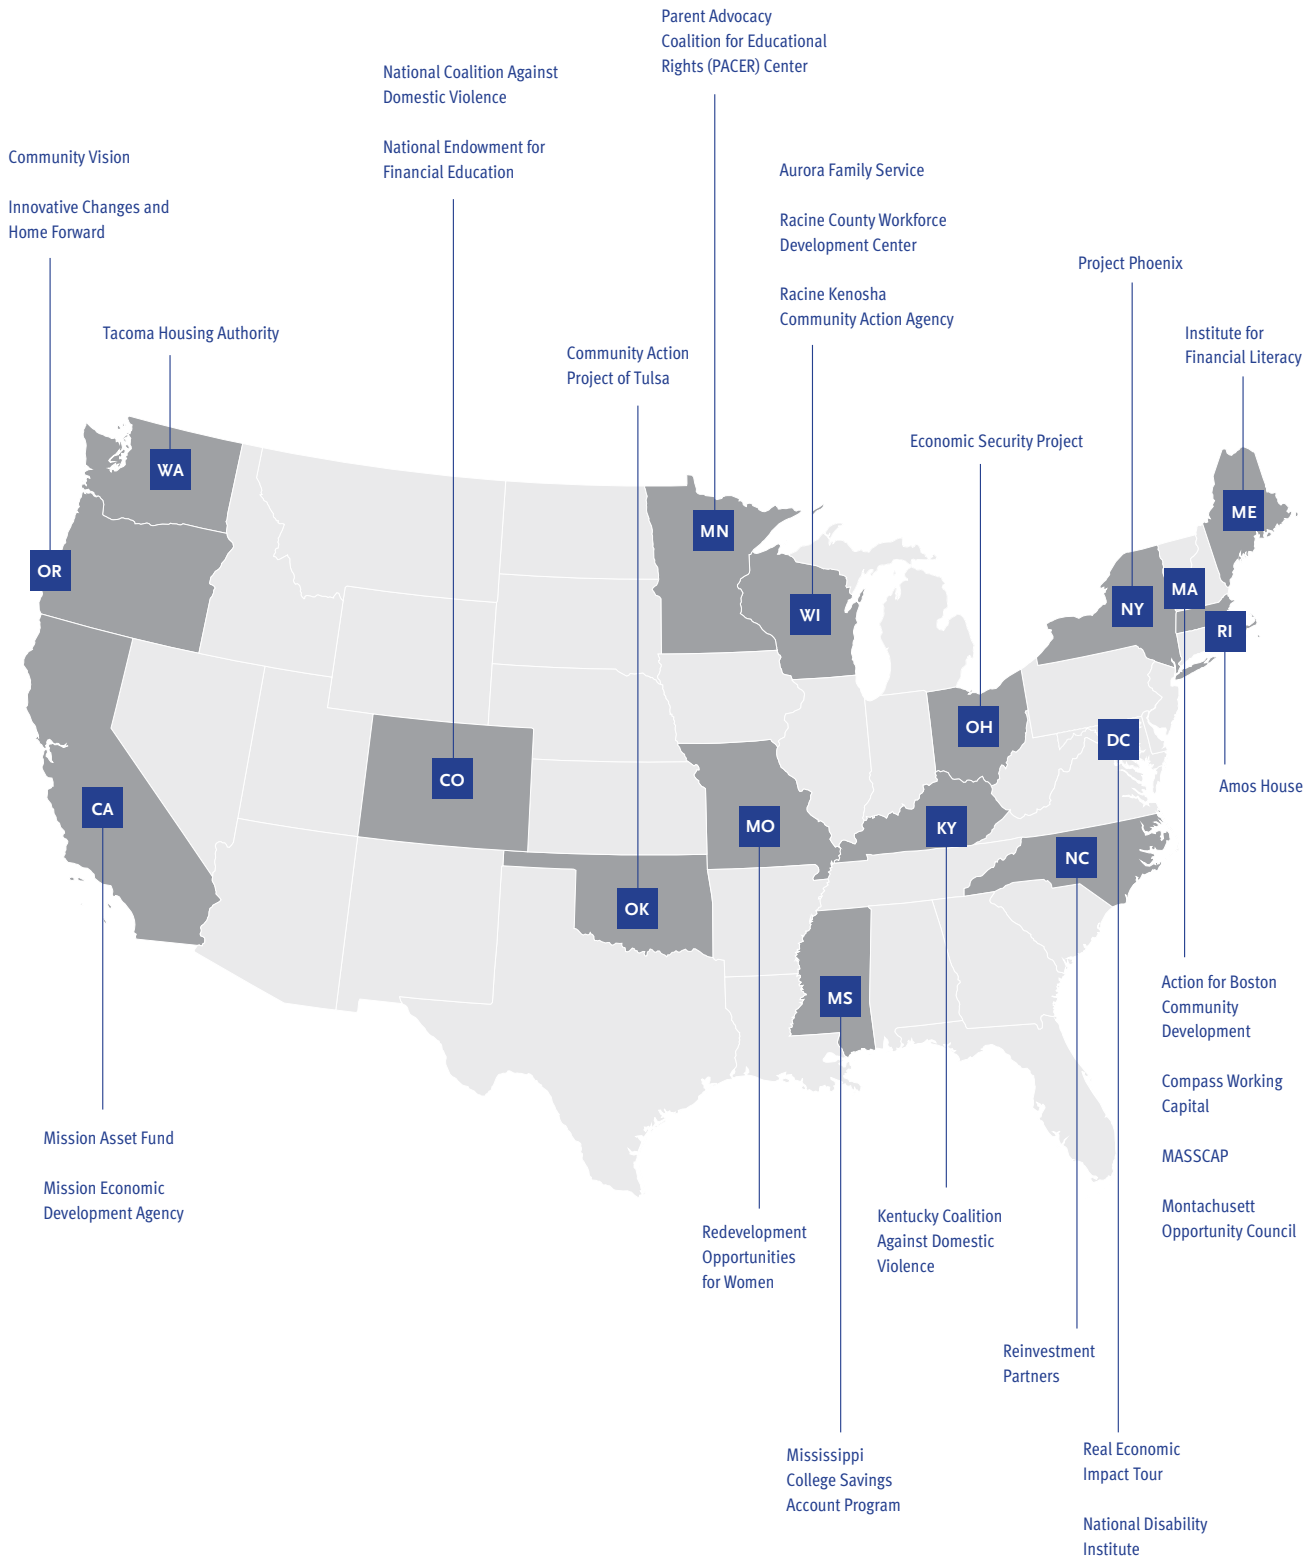 Parent Advocacy
Coalition for Educational
Rights (PACER) Center
National Coalition Against
Domestic Violence
National Endowment for
Financial Education
Community Vision
Innovative Changes and
Home Forward
Aurora Family Service
Racine County Workforce
Development Center
Racine Kenosha
Community Action Agency
Project Phoenix
Tacoma Housing Authority
Institute for
Financial Literacy
Community Action
Project of Tulsa
Economic Security Project
WA
ME
MN
OR
MA
NY
WI
RI
OH
DC
CO
Amos House
CA
MO
KY
NC
OK
MS
Action for Boston
Community
Development
Compass Working
Capital
MASSCAP
Montachusett
Opportunity Council
Mission Asset Fund
Mission Economic
Development Agency
Redevelopment
Opportunities
for Women
Kentucky Coalition
Against Domestic
Violence
Reinvestment
Partners
Mississippi
College Savings
Account Program
Real Economic
Impact Tour
National Disability
Institute